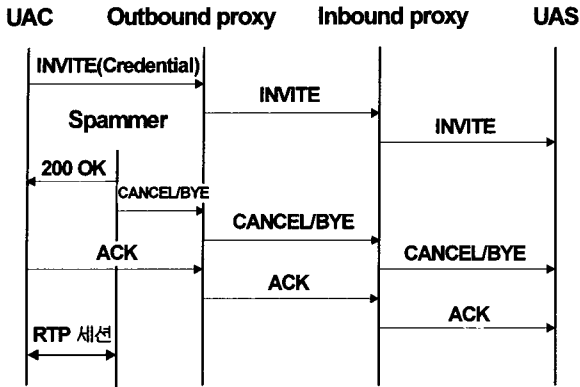 UAC Outbound proxy Inbound proxy UAS
INVITE(Credential)
INVITE
Spammer
INVITE
200 OK
CANCEL/BYE
CANCEL/BYE
ACK
CANCEL/BYE
ACK
ACK
RTP 세션